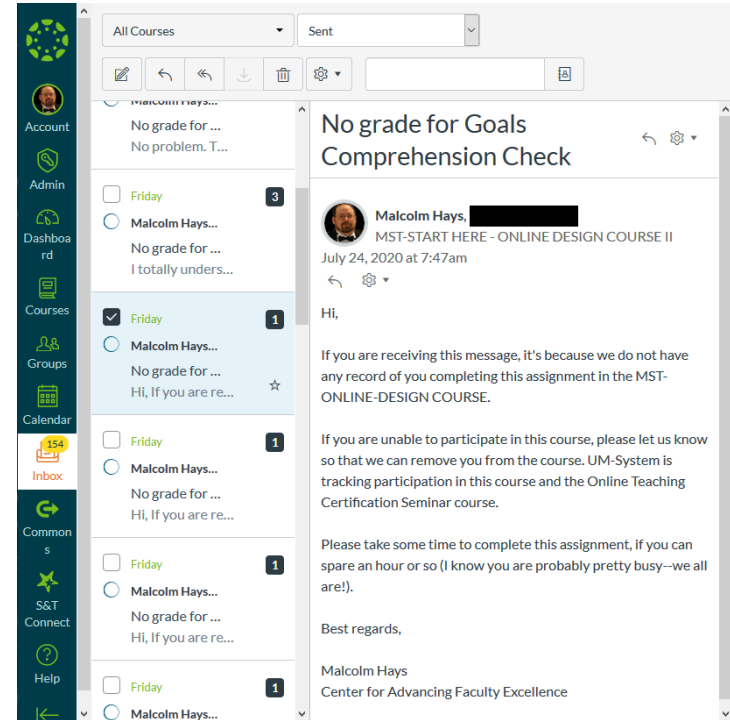 All Courses
Sent
Account
Admin
Dashboa
rd
Courses
Groups
Calendar
154
Inbox
Common
s
S&T
Connect
Help
Malcolm Hays...
No grade for ...
No problem. T...
Friday
3
Malcolm Hays...
No grade for ...
I totally unders...
Friday
1
Malcolm Hays...
No grade for ...
Hi, If you are re...
Friday
1
Malcolm Hays...
No grade for ...
Hi, If you are re...
Friday
1
Malcolm Hays...
No grade for ...
Hi, If you are re...
Friday
1
Malcolm Hays...
No grade for Goals
Comprehension Check
Malcolm Hays,
MST-START HERE - ONLINE DESIGN COURSE II
July 24, 2020 at 7:47am
Hi,
If you are receiving this message, it's because we do not have
any record of you completing this assignment in the MST-
ONLINE-DESIGN COURSE.
If you are unable to participate in this course, please let us know
so that we can remove you from the course. UM-System is
tracking participation in this course and the Online Teaching
Certification Seminar course.
Please take some time to complete this assignment, if you can
spare an hour or so (I know you are probably pretty busy--we all
are!).
Best regards,
Malcolm Hays
Center for Advancing Faculty Excellence